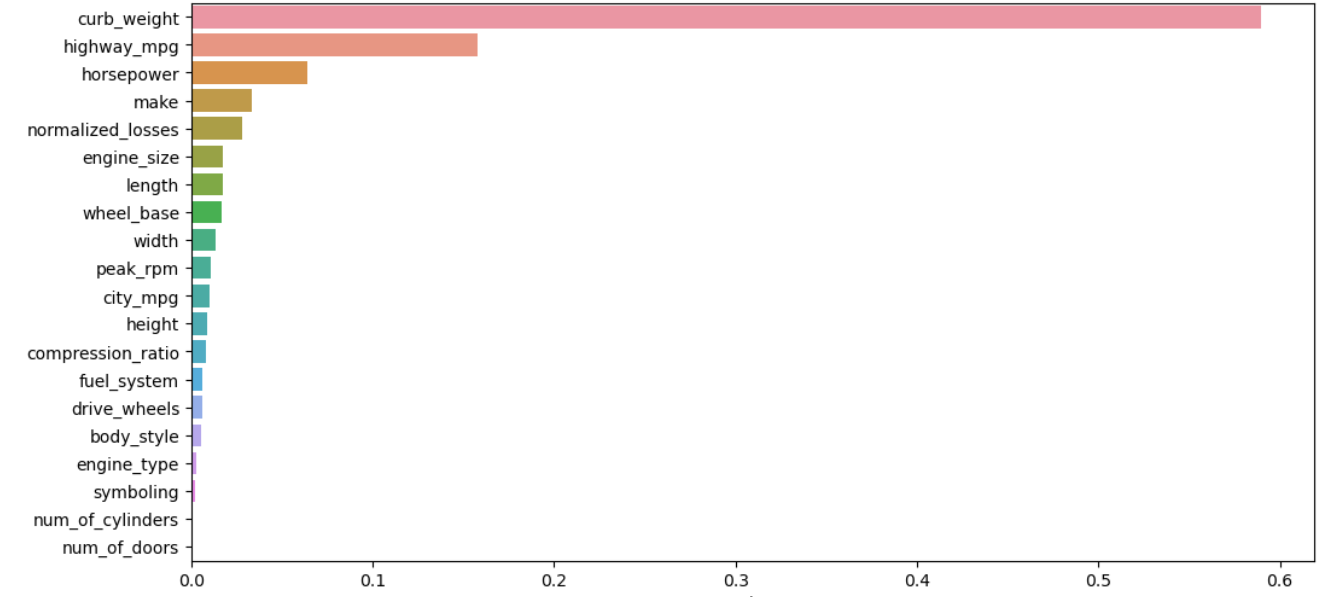 curb_weight
highway_mpg
horsepower
make
normalized_losses
engine_size
length
wheel_base
width
peak_rpm
city_mpg
height
compression_ratio
fuel_system
drive_wheels
body_style
engine_type
symboling
num_of_cylinders
num_of_doors
0.0 0.1 0.2 0.3 0.4 0.5 0.6